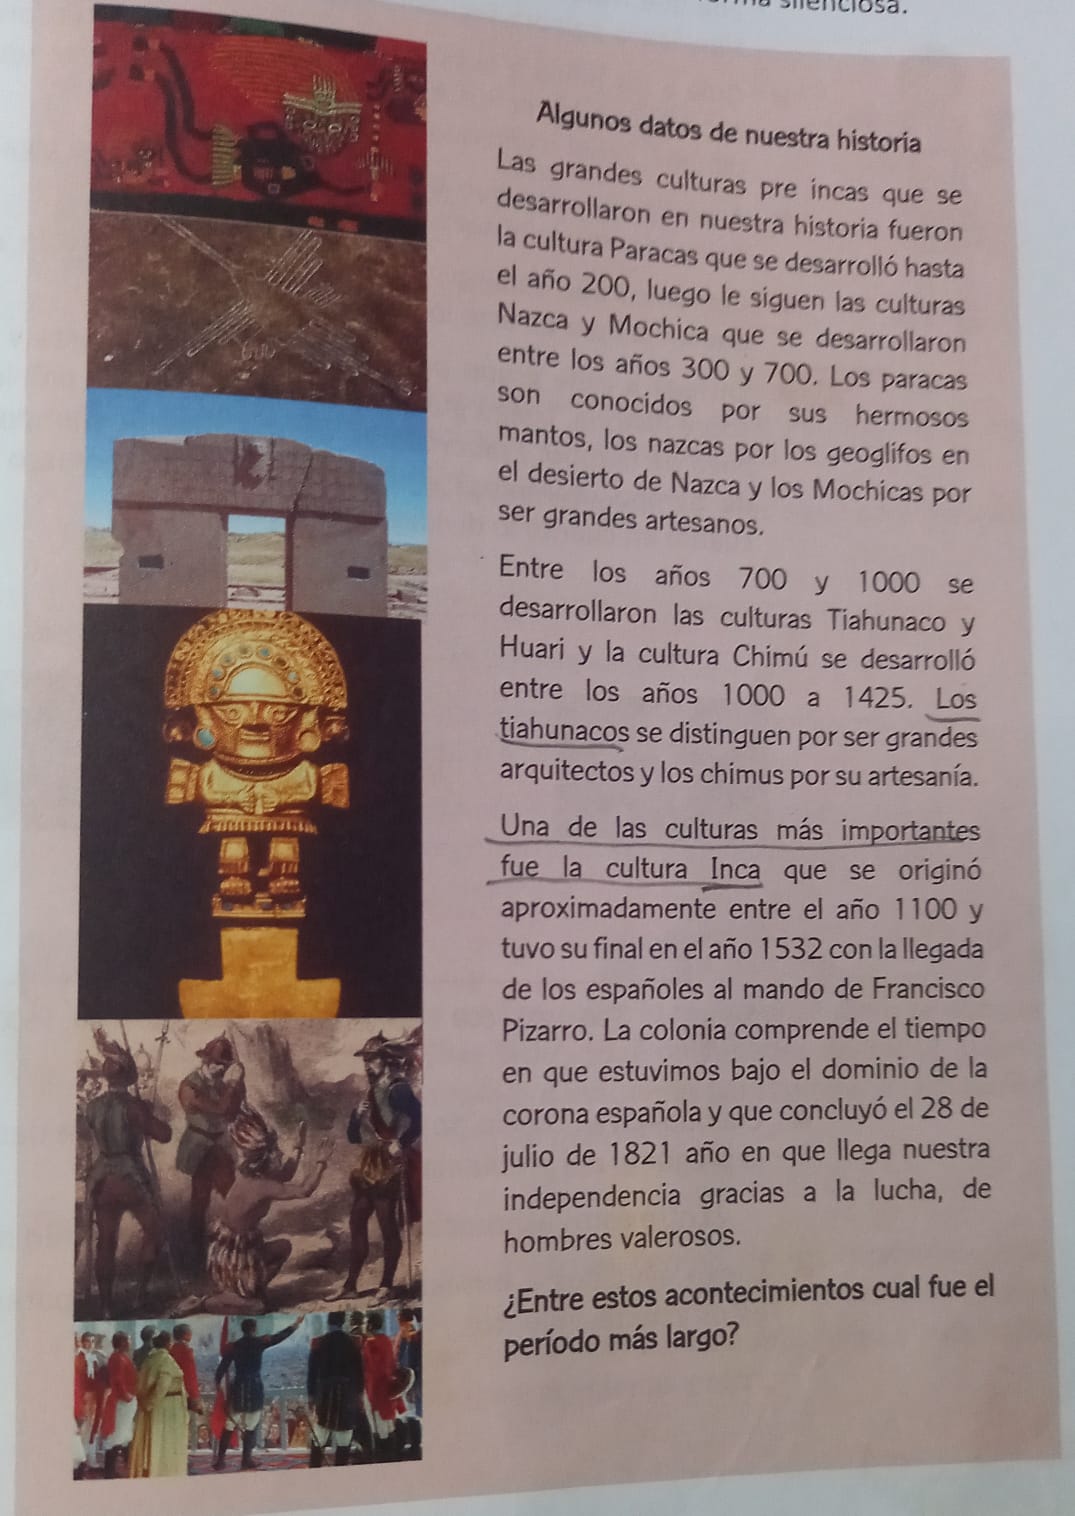 silenciosa.
Algunos datos de nuestra historia
Las grandes culturas pre incas que se
desarrollaron en nuestra historia fueron
la cultura Paracas que se desarrolló hasta
el año 200, luego le siguen las culturas
Nazca y Mochica que se desarrollaron
entre los años 300 y 700. Los paracas
son conocidos por sus hermosos
mantos, los nazcas por los geoglifos en
el desierto de Nazca y los Mochicas por
ser grandes artesanos.
Entre los años 700 y 1000 se
desarrollaron las culturas Tiahunaco y
Huari y la cultura Chimú se desarrolló
entre los años 1000 a 1425. Los
tiahunacos se distinguen por ser grandes
arquitectos y los chimus por su artesanía.
Una de las culturas más importantes
fue la cultura Inca que se originó
aproximadamente entre el año 1100 y
tuvo su final en el año 1532 con la llegada
de los españoles al mando de Francisco
Pizarro. La colonia comprende el tiempo
en que estuvimos bajo el dominio de la
corona española y que concluyó el 28 de
julio de 1821 año en que llega nuestra
independencia gracias a la lucha, de
hombres valerosos.
¿Entre estos acontecimientos cual fue el
período más largo?